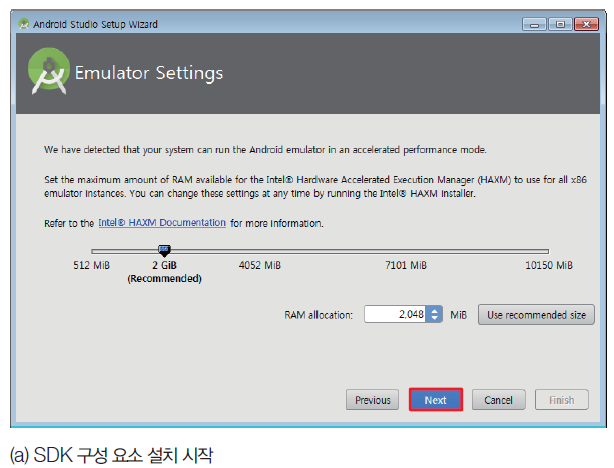 Android Studio Setup Wizard
Emulator Settings
We have detected that your system can run the Android emulator in an accelerated performance mode.
Set the maximum amount of RAM available for the Intel® Hardware Accelerated Execution Manager (HAXM) to use for all x86
emulator instances. You can change these settings at any time by running the Intel® HAXM installer.
Refer to the Intel® HAXM Documentation for more information.
512 MiB 2 GiB 4052 MiB 7101 MiB 10150 MiB
(Recommended)
RAM allocation: 2,048 MiB Use recommended size
Previous Next Cancel Finish
(a) SDK 구성 요소 설치 시작